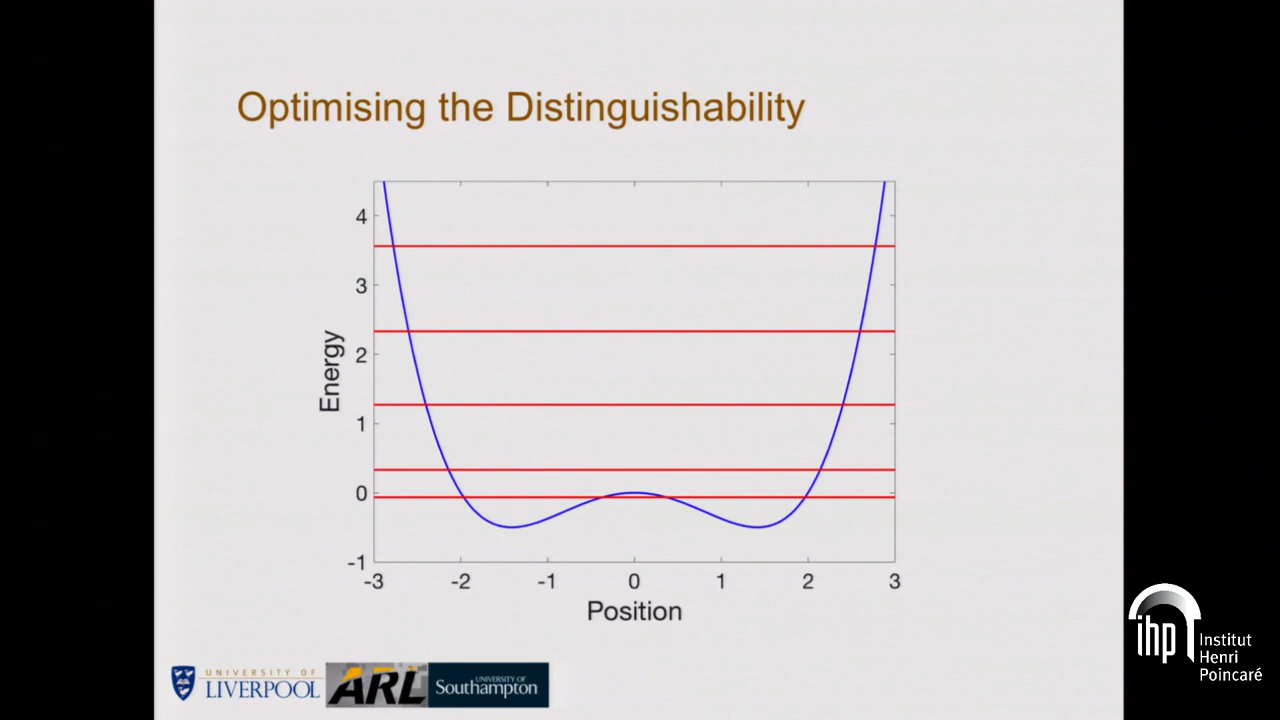 Optimising the Distinguishability
4
3
2
1
0
-1
Energy
-3 -2 -1 0 1 2 3
Position
UNIVERSITY OF
LIVERPOOL
ARL
UNIVERSITY OF
Southampton
ihp
Institut
Henri
Poincaré